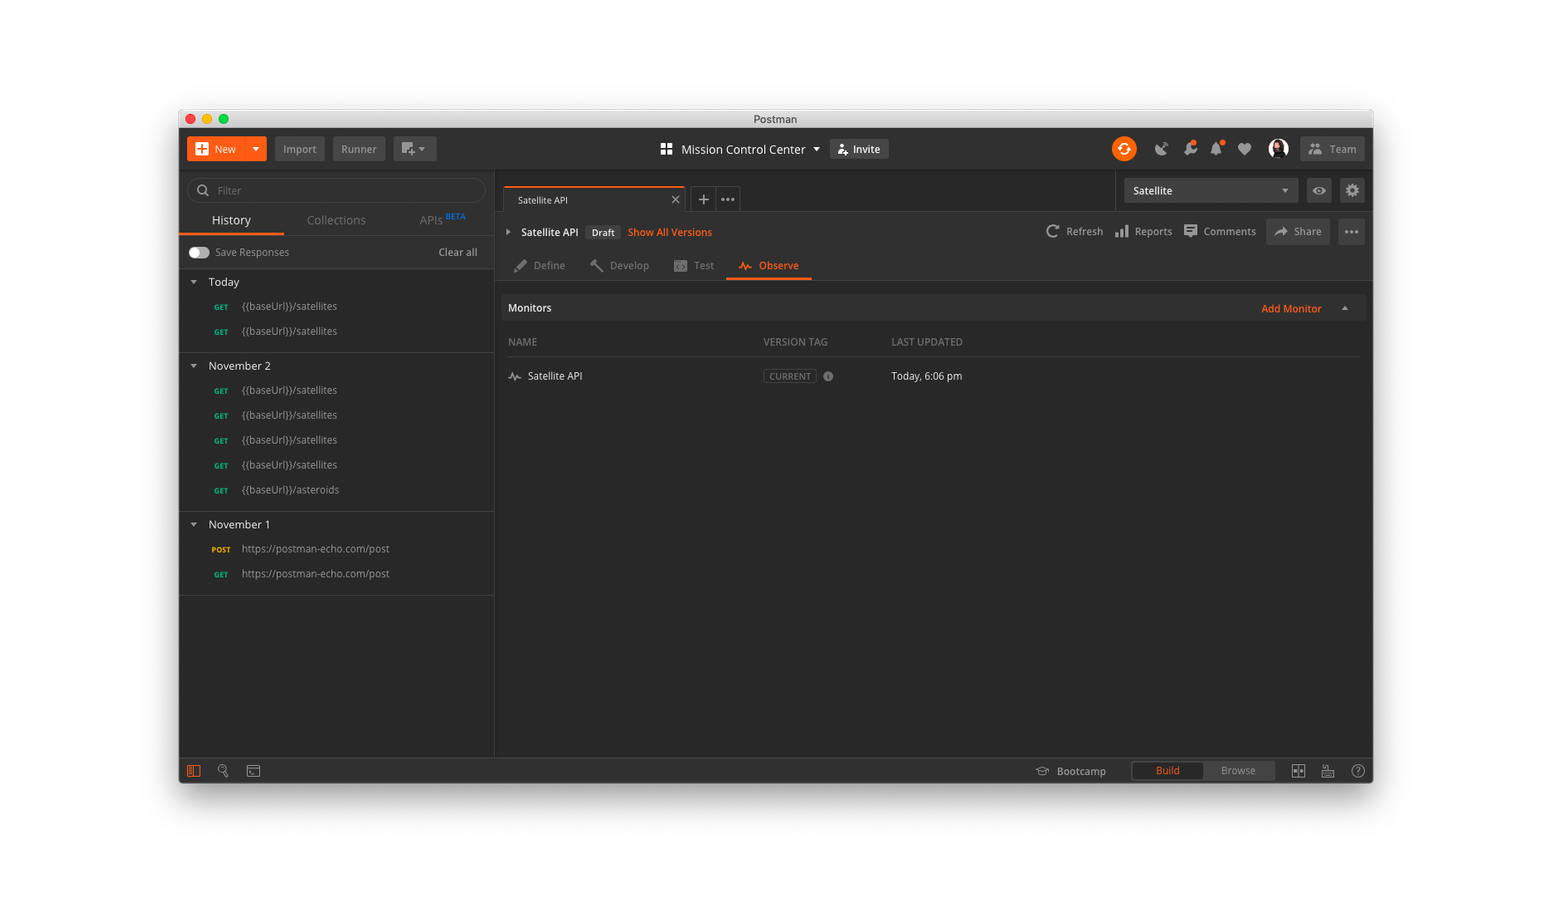 Postman
New
Import
Runner
Mission Control Center
Invite
Team
Filter
History
Collections
APIs BETA
Save Responses
Clear all
Today
GET {{baseUrl}}/satellites
GET {{baseUrl}}/satellites
November 2
GET {{baseUrl}}/satellites
GET {{baseUrl}}/satellites
GET {{baseUrl}}/satellites
GET {{baseUrl}}/satellites
GET {{baseUrl}}/asteroids
November 1
POST https://postman-echo.com/post
GET https://postman-echo.com/post
Satellite API
Satellite
Satellite API Draft Show All Versions
Refresh
Reports
Comments
Share
Define
Develop
Test
Observe
Monitors
Add Monitor
NAME VERSION TAG LAST UPDATED
Satellite API CURRENT Today, 6:06 pm
Bootcamp
Build
Browse